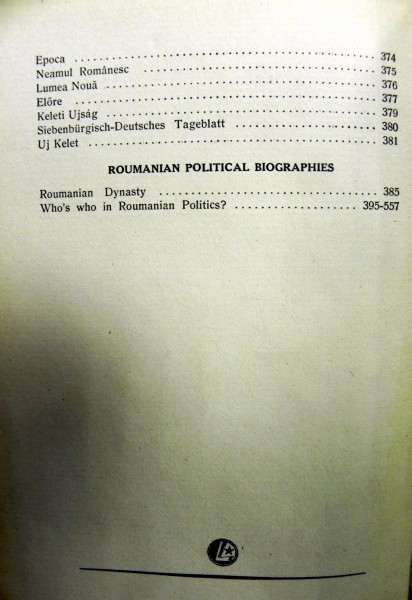 Epoca . . . . . . . . . . . . . . . . . . . . . . . . . . . . . . . . . . 374
Neamul Românesc . . . . . . . . . . . . . . . . . . . . . . . . . . 375
Lumea Nouă . . . . . . . . . . . . . . . . . . . . . . . . . . . . . . 376
Előre . . . . . . . . . . . . . . . . . . . . . . . . . . . . . . . . . . . 377
Keleti Ujság . . . . . . . . . . . . . . . . . . . . . . . . . . . . . . 379
Siebenbürgisch-Deutsches Tageblatt . . . . . . . . . . . . . . 380
Uj Kelet . . . . . . . . . . . . . . . . . . . . . . . . . . . . . . . . . 381
ROUMANIAN POLITICAL BIOGRAPHIES
Roumanian Dynasty . . . . . . . . . . . . . . . . . . . . . . . . . 385
Who's who in Roumanian Politics? . . . . . . . . . . . . . . 395-557